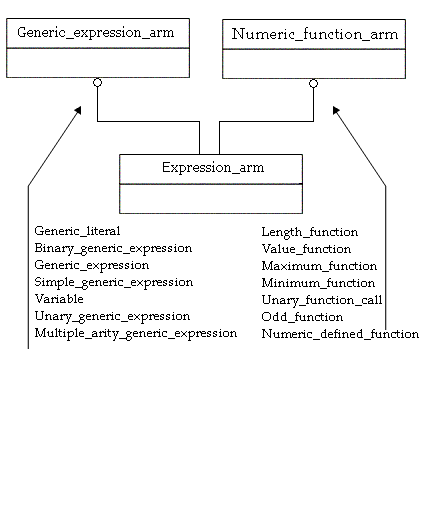 Generic_expression_arm
Numeric_function_arm
Expression_arm
Generic_literal
Binary_generic_expression
Generic_expression
Simple_generic_expression
Variable
Unary_generic_expression
Multiple_arity_generic_expression
Length_function
Value_function
Maximum_function
Minimum_function
Unary_function_call
Odd_function
Numeric_defined_function